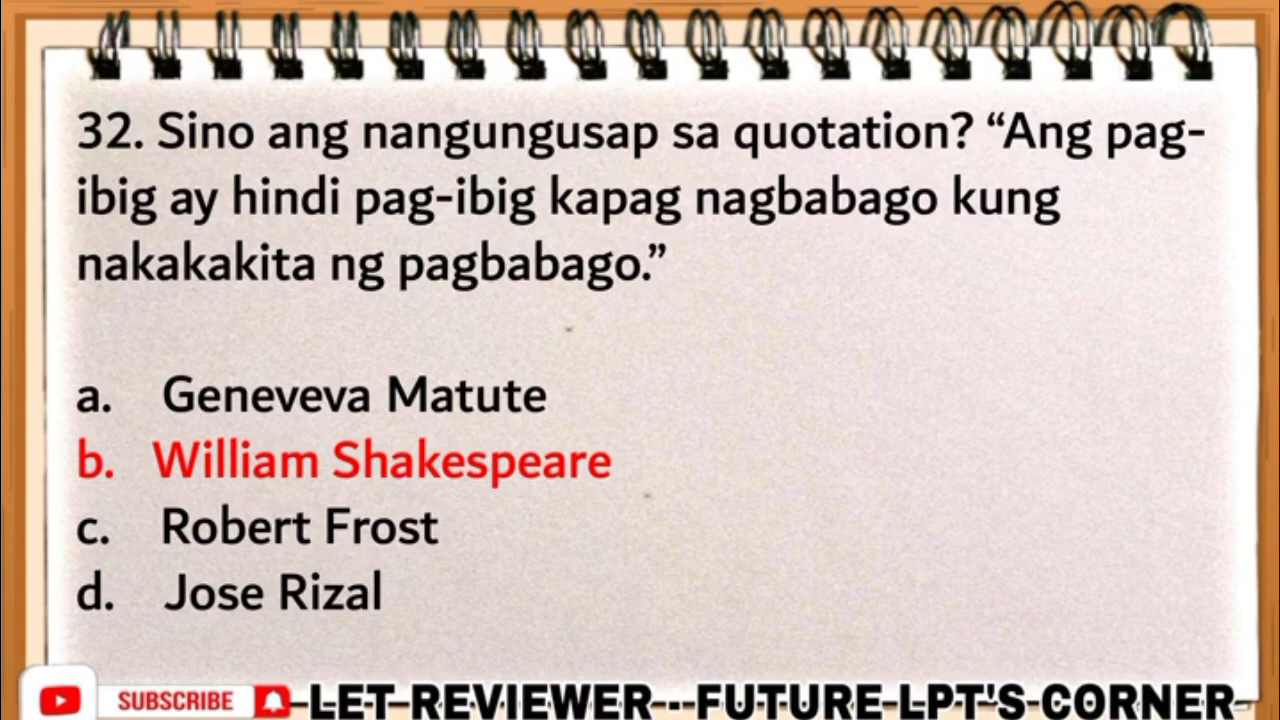 32. Sino ang nangungusap sa quotation? “Ang pag-
ibig ay hindi pag-ibig kapag nagbabago kung
nakakakita ng pagbabago.”
a. Geneveva Matute
b. William Shakespeare
c. Robert Frost
d. Jose Rizal
SUBSCRIBE LET REVIEWER - FUTURE LPT'S CORNER